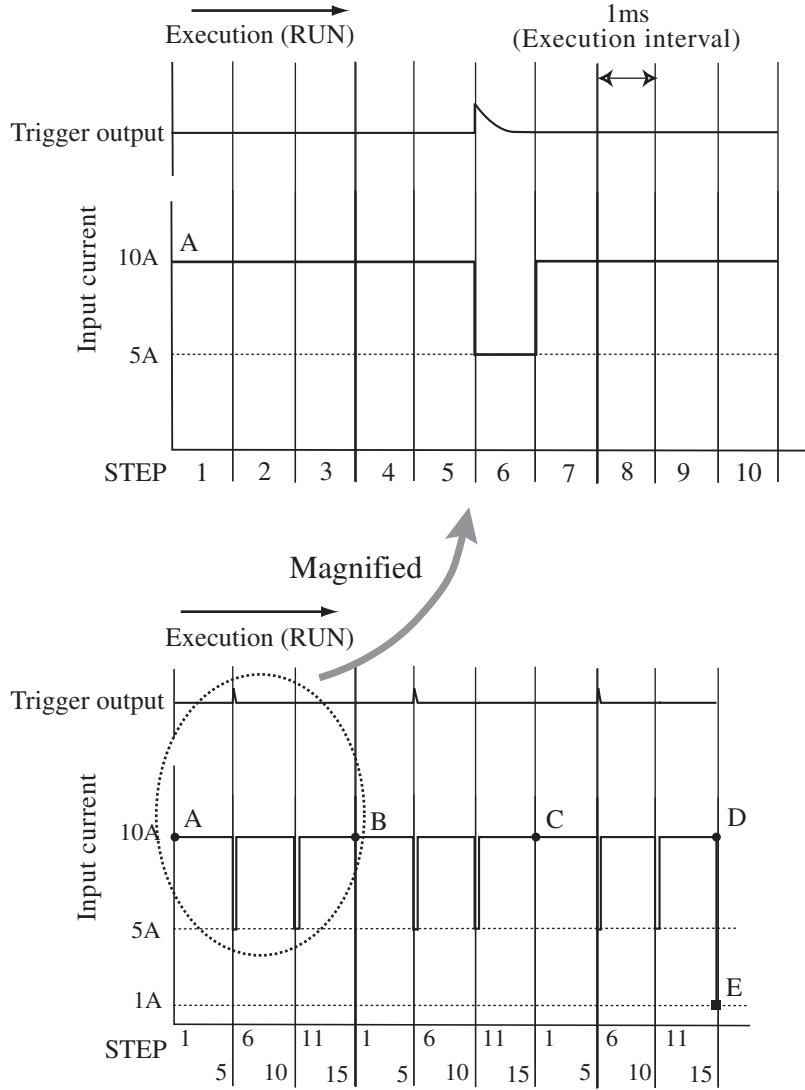 Execution (RUN)
1ms
(Execution interval)
Trigger output
Input current
A
10A
5A
STEP 1 2 3 4 5 6 7 8 9 10
Magnified
Execution (RUN)
Trigger output
Input current
10A
A B C D
5A
1A
E
STEP
1 6 11 1 6 11 1 6 11
5 10 15 5 10 15 5 10 15